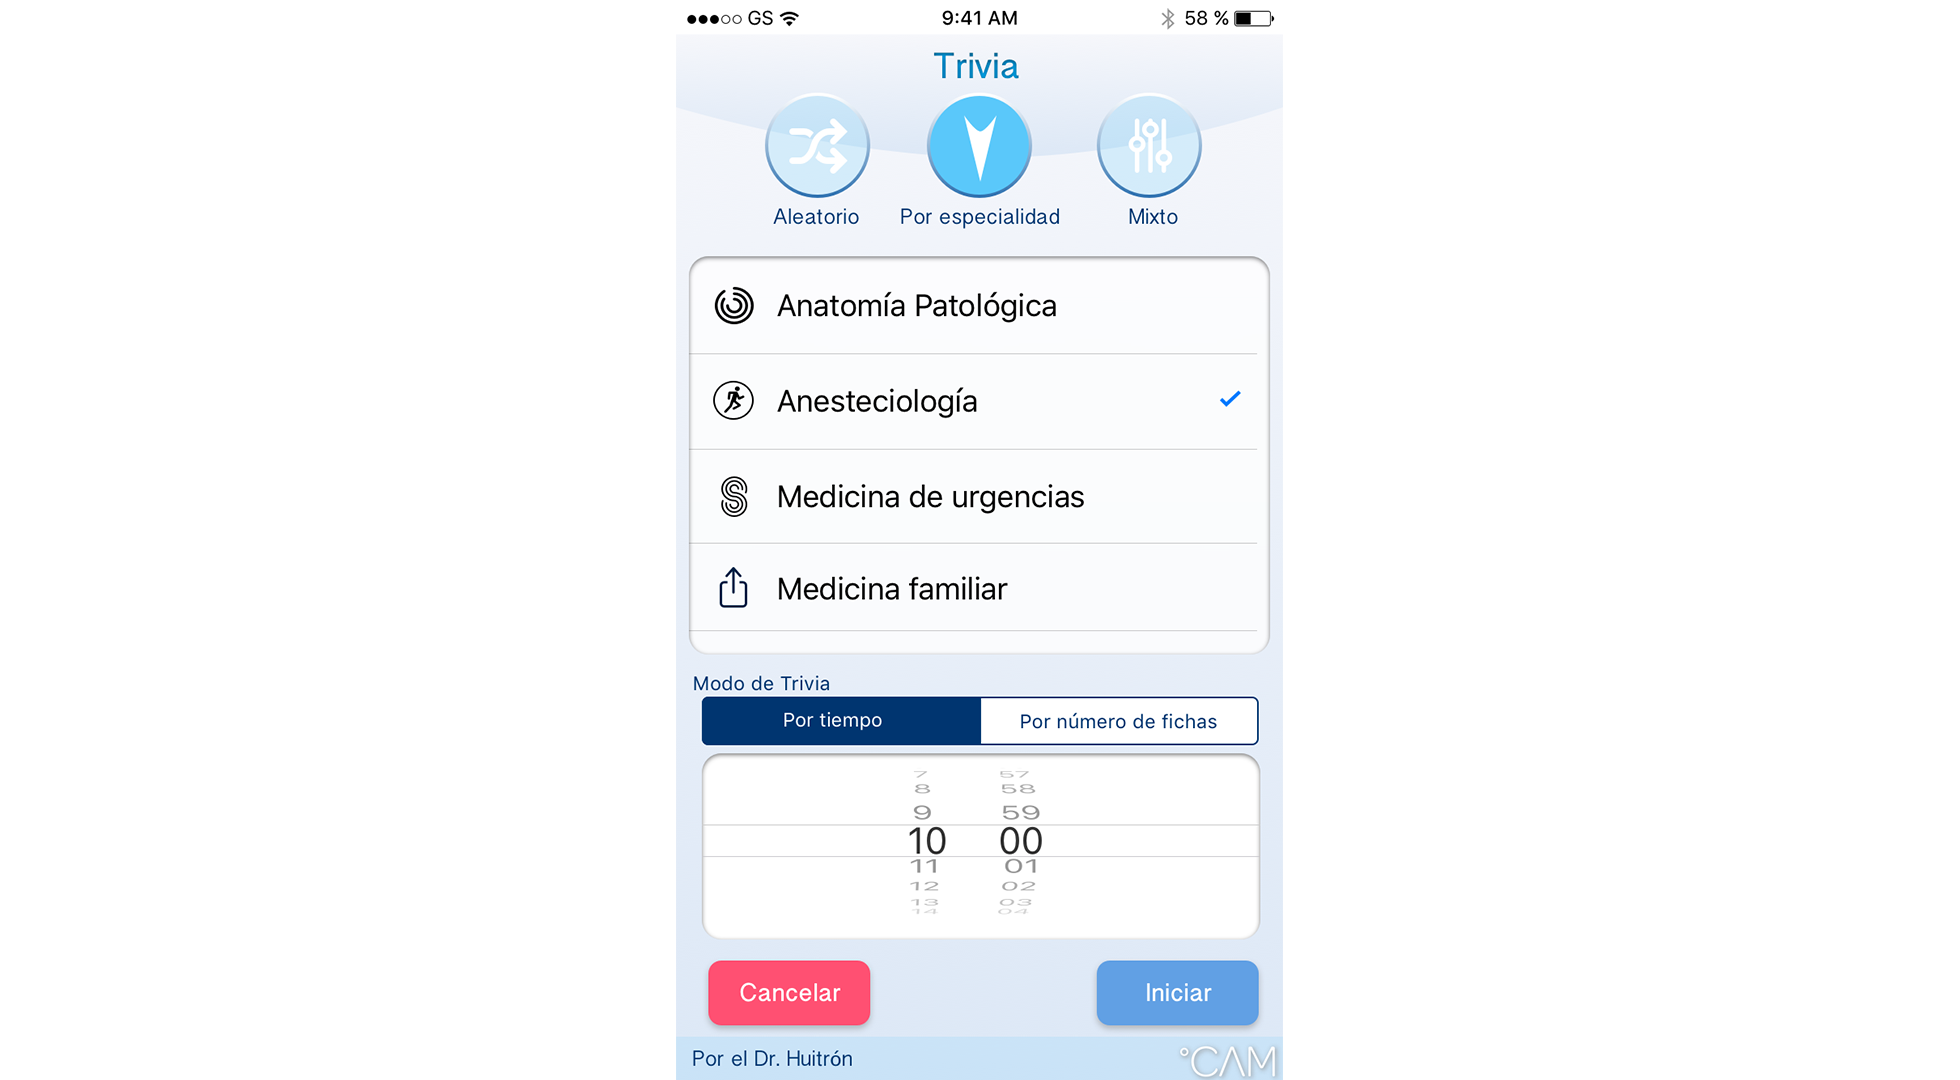 GS 9:41 AM 58 %
Trivia
Aleatorio Por especialidad Mixto
Anatomía Patológica
Anesteciología
Medicina de urgencias
Medicina familiar
Modo de Trivia
Por tiempo Por número de fichas
7 57
8 58
9 59
10 00
11 01
12 02
13 03
14 04
Cancelar Iniciar
Por el Dr. Huitrón °CAM